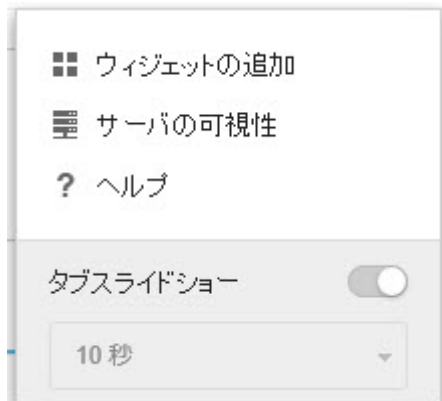 ウィジェットの追加
サーバの可視性
? ヘルプ
タブスライドショー
10 秒